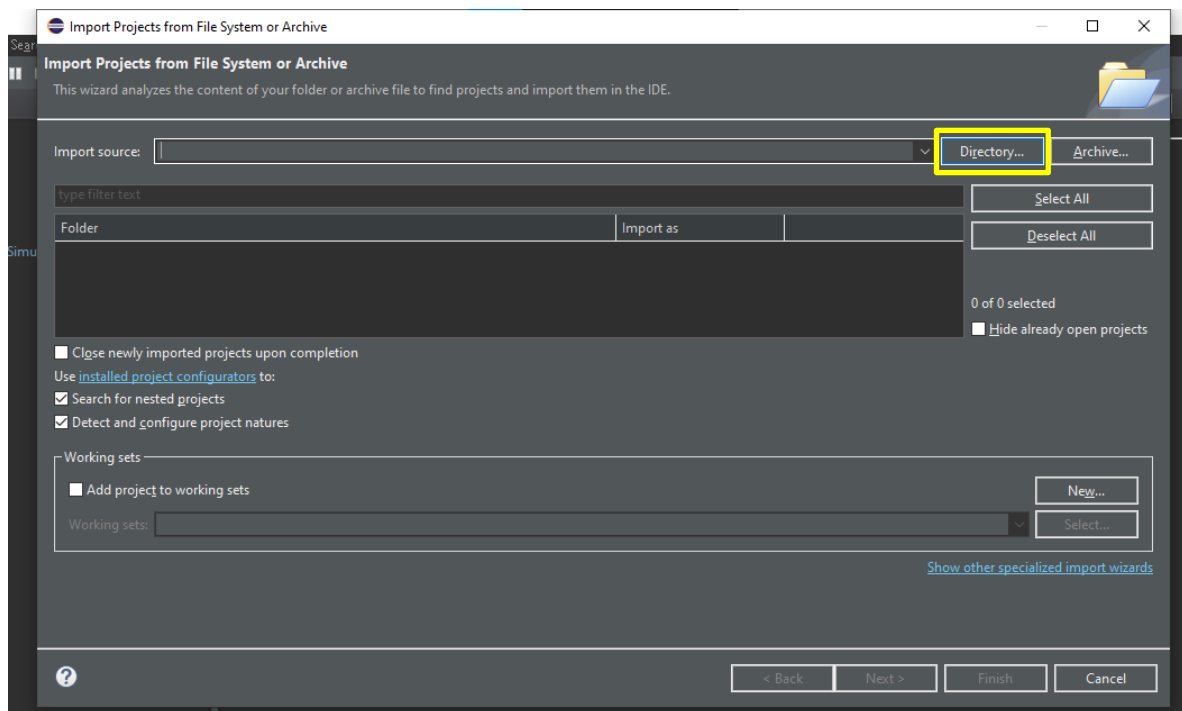 Import Projects from File System or Archive
Sear
Import Projects from File System or Archive
This wizard analyzes the content of your folder or archive file to find projects and import them in the IDE.
Import source: Directory... Archive...
type filter text Select All
Folder Import as
Deselect All
Simu
0 of 0 selected
Hide already open projects
Close newly imported projects upon completion
Use installed project configurators to:
Search for nested projects
Detect and configure project natures
Working sets
Add project to working sets New...
Working sets: Select...
Show other specialized import wizards
? < Back Next > Finish Cancel